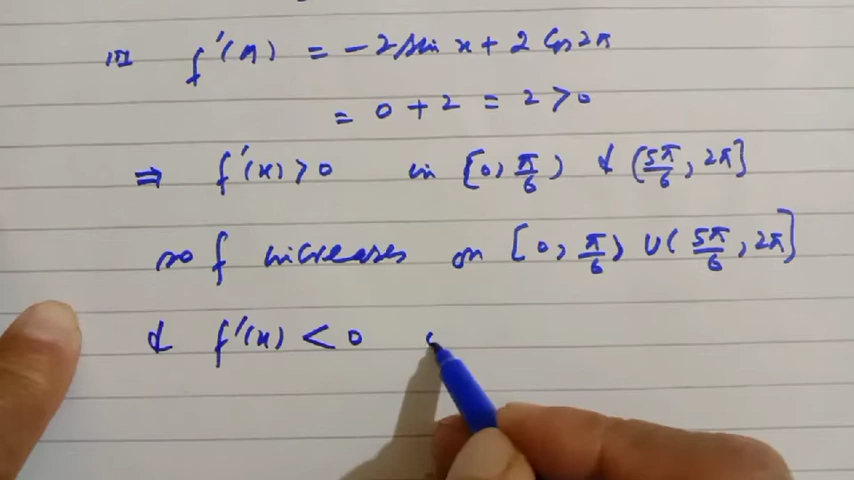 III f'(π) = -2 sin π + 2 Cos 2π
= 0 + 2 = 2 > 0
⇒ f'(x) > 0 in [0, π/6) & (5π/6, 2π]
so f increases on [0, π/6) ∪ (5π/6, 2π]
& f'(x) < 0